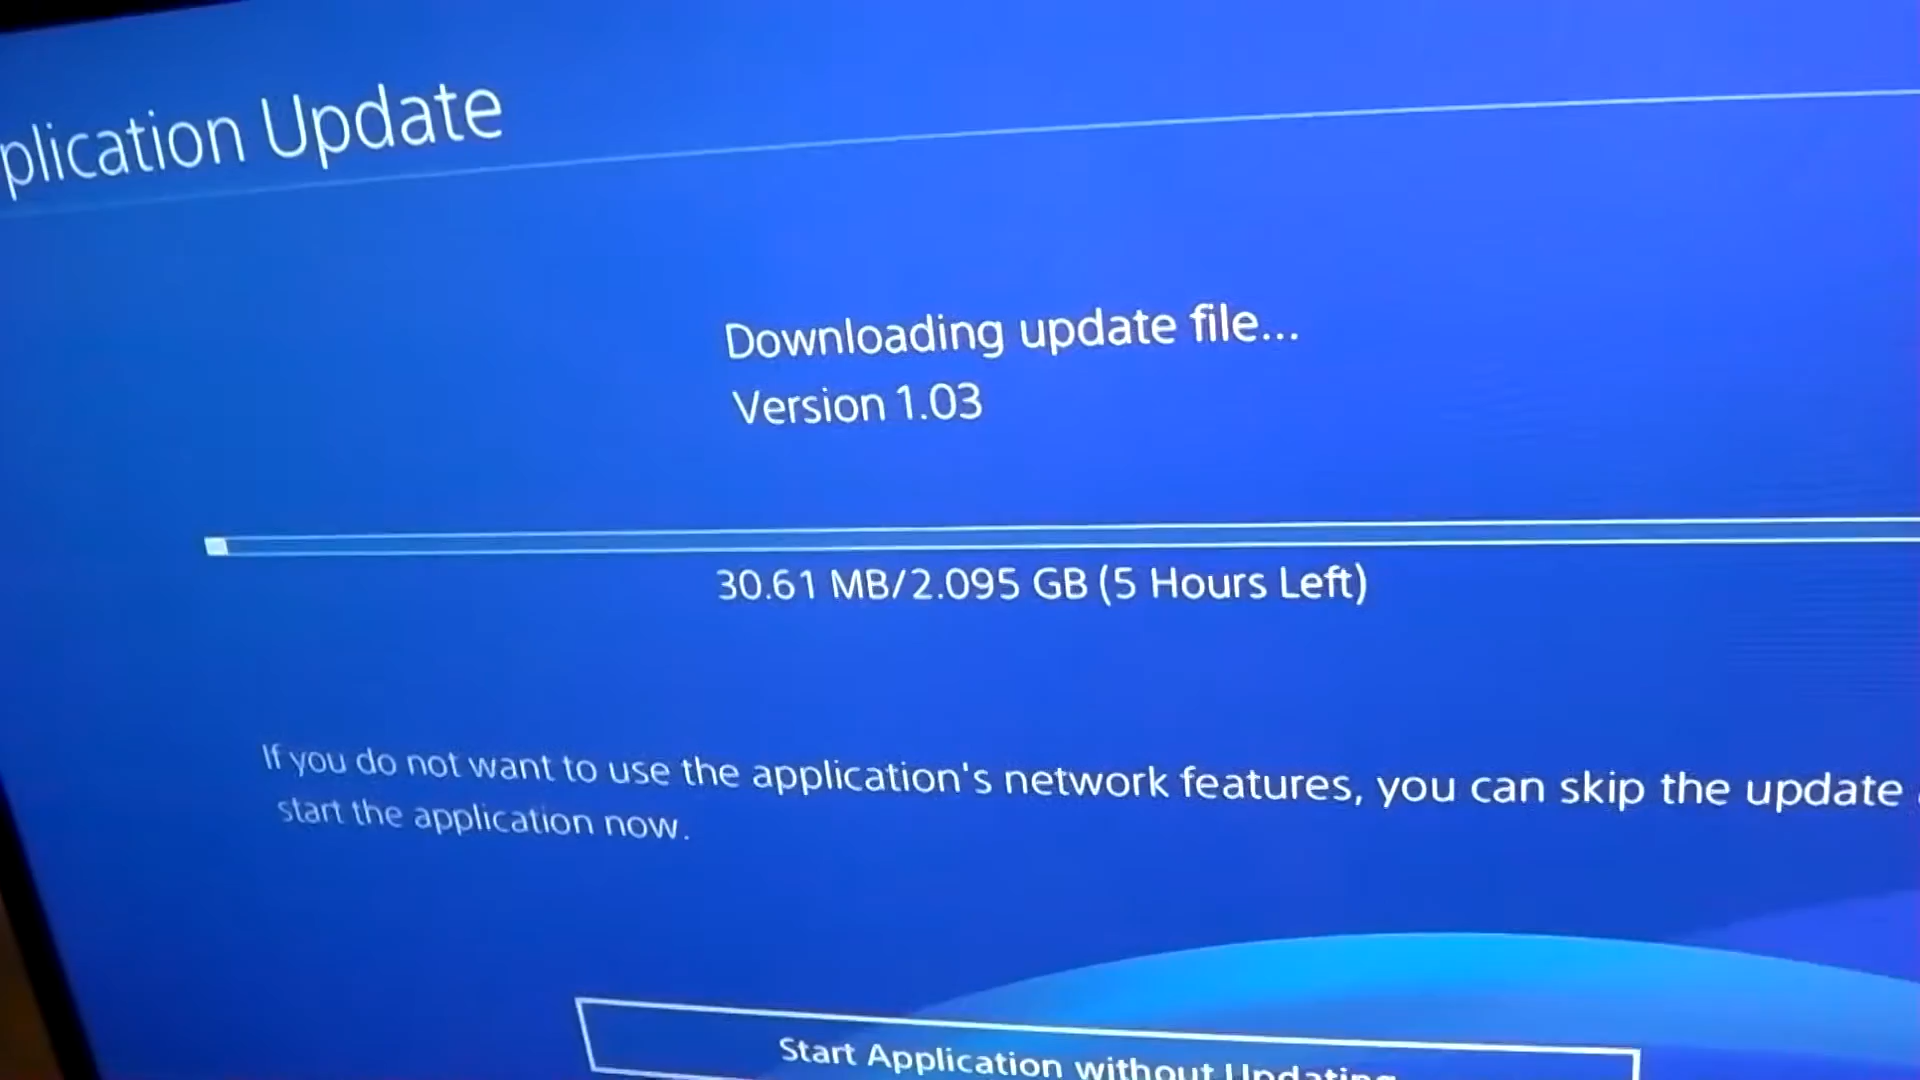 plication Update
Downloading update file...
Version 1.03
30.61 MB/2.095 GB (5 Hours Left)
If you do not want to use the application's network features, you can skip the update
start the application now.
Start Application without Updating